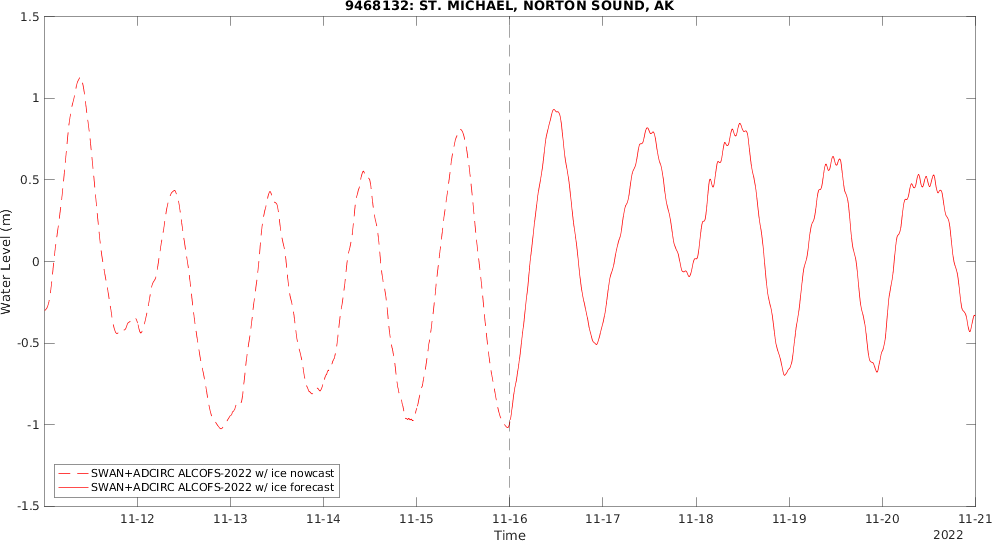 9468132: ST. MICHAEL, NORTON SOUND, AK
1.5
1
0.5
0
-0.5
-1
-1.5
Water Level (m)
SWAN+ADCIRC ALCOFS-2022 w/ ice nowcast
SWAN+ADCIRC ALCOFS-2022 w/ ice forecast
11-12 11-13 11-14 11-15 11-16 11-17 11-18 11-19 11-20 11-21
Time
2022